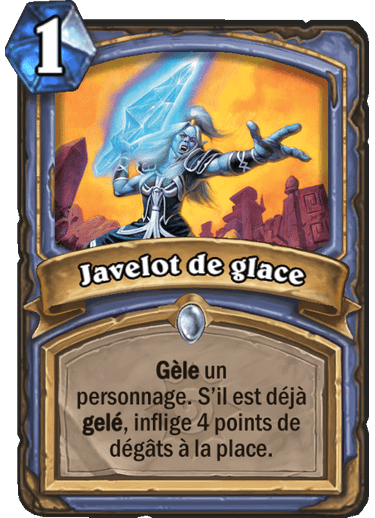 1
Javelot de glace
Gèle un
personnage. S'il est déjà
gelé, inflige 4 points de
dégâts à la place.